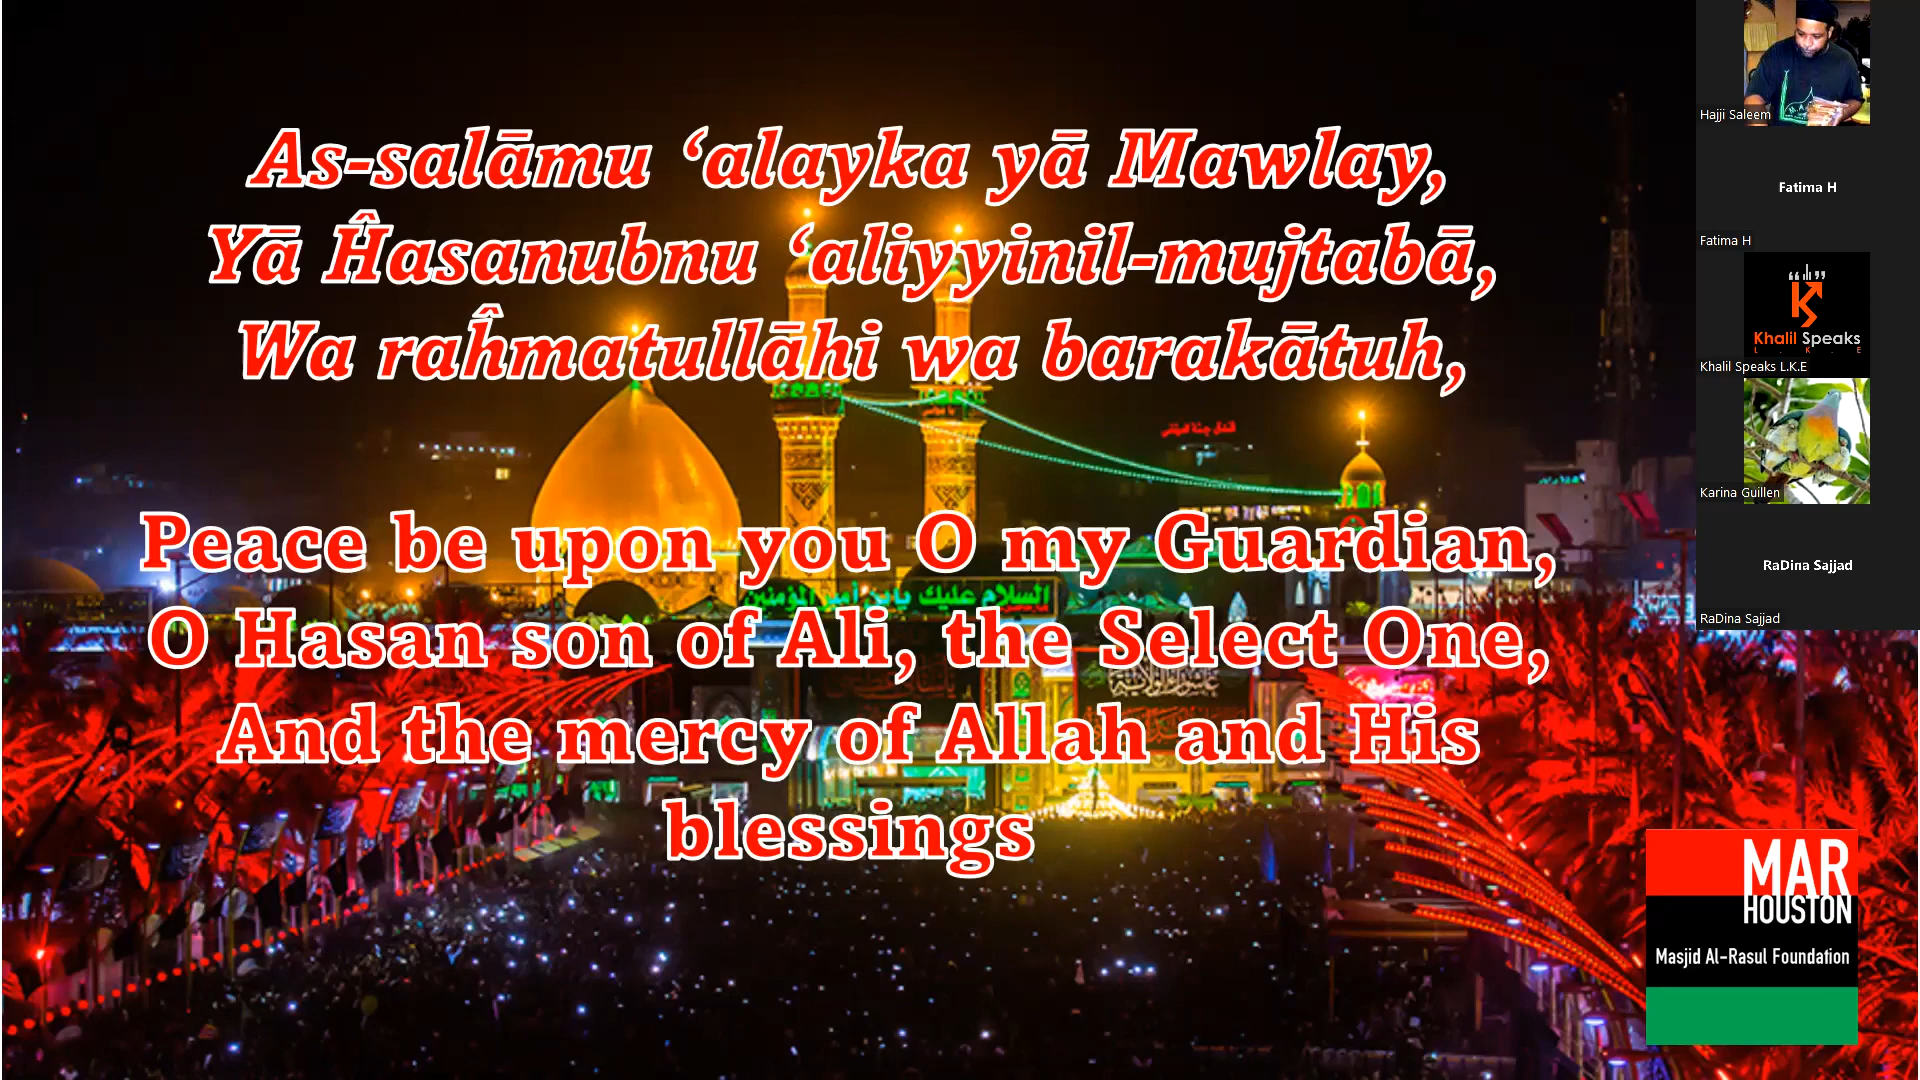 As-salāmu ‘alayka yā Mawlay,
Yā Ĥasanubnu ‘aliyyinil-mujtabā,
Wa raĥmatullāhi wa barakātuh,
السلام عليك يا أمير المؤمنين
Peace be upon you O my Guardian,
O Hasan son of Ali, the Select One,
And the mercy of Allah and His
blessings
Hajji Saleem
Fatima H
Fatima H
Khalil Speaks
L . K . E
Khalil Speaks L.K.E
Karina Guillen
RaDina Sajjad
RaDina Sajjad
MAR
HOUSTON
Masjid Al-Rasul Foundation